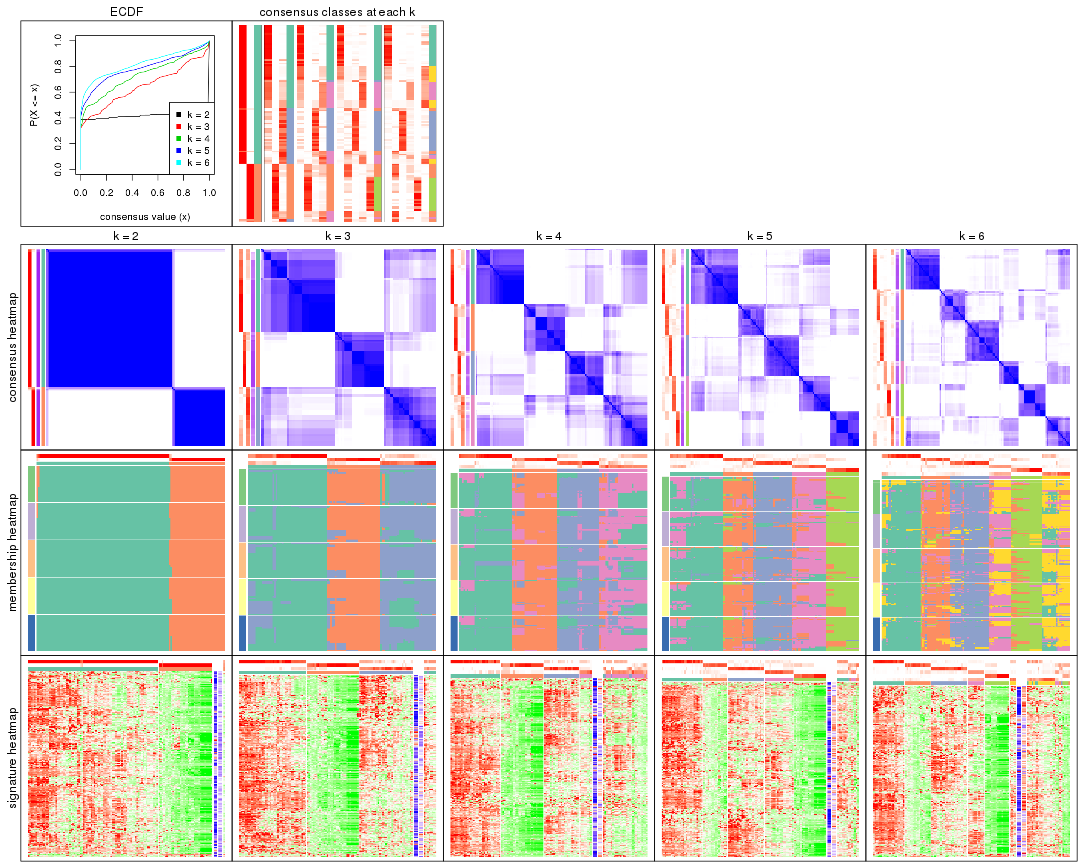 ECDF
consensus classes at each k
P(X <= x)
1.0
0.8
0.6
0.4
0.2
0.0
k = 2
k = 3
k = 4
k = 5
k = 6
0.0 0.2 0.4 0.6 0.8 1.0
consensus value (x)
k = 2
k = 3
k = 4
k = 5
k = 6
consensus heatmap
membership heatmap
signature heatmap